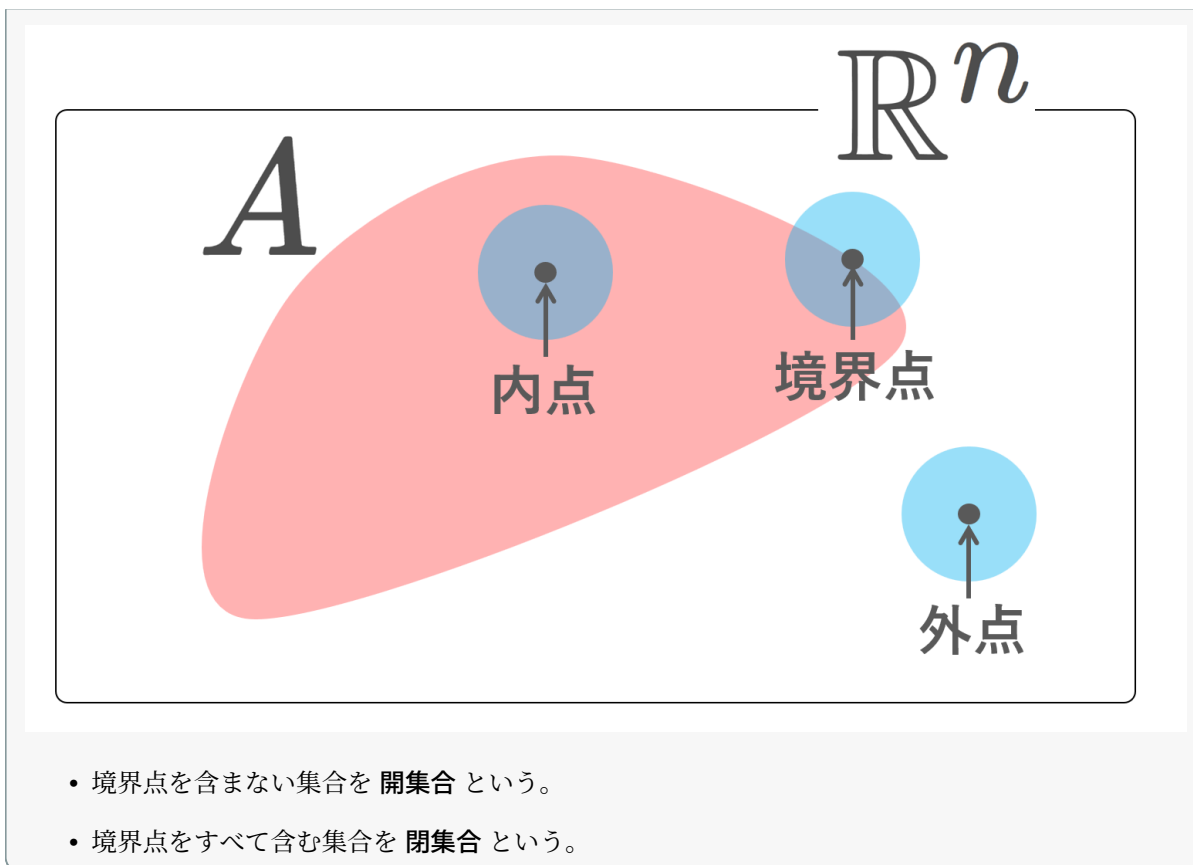 ℝⁿ
A
内点
境界点
外点
• 境界点を含まない集合を 開集合 という。
• 境界点をすべて含む集合を 閉集合 という。